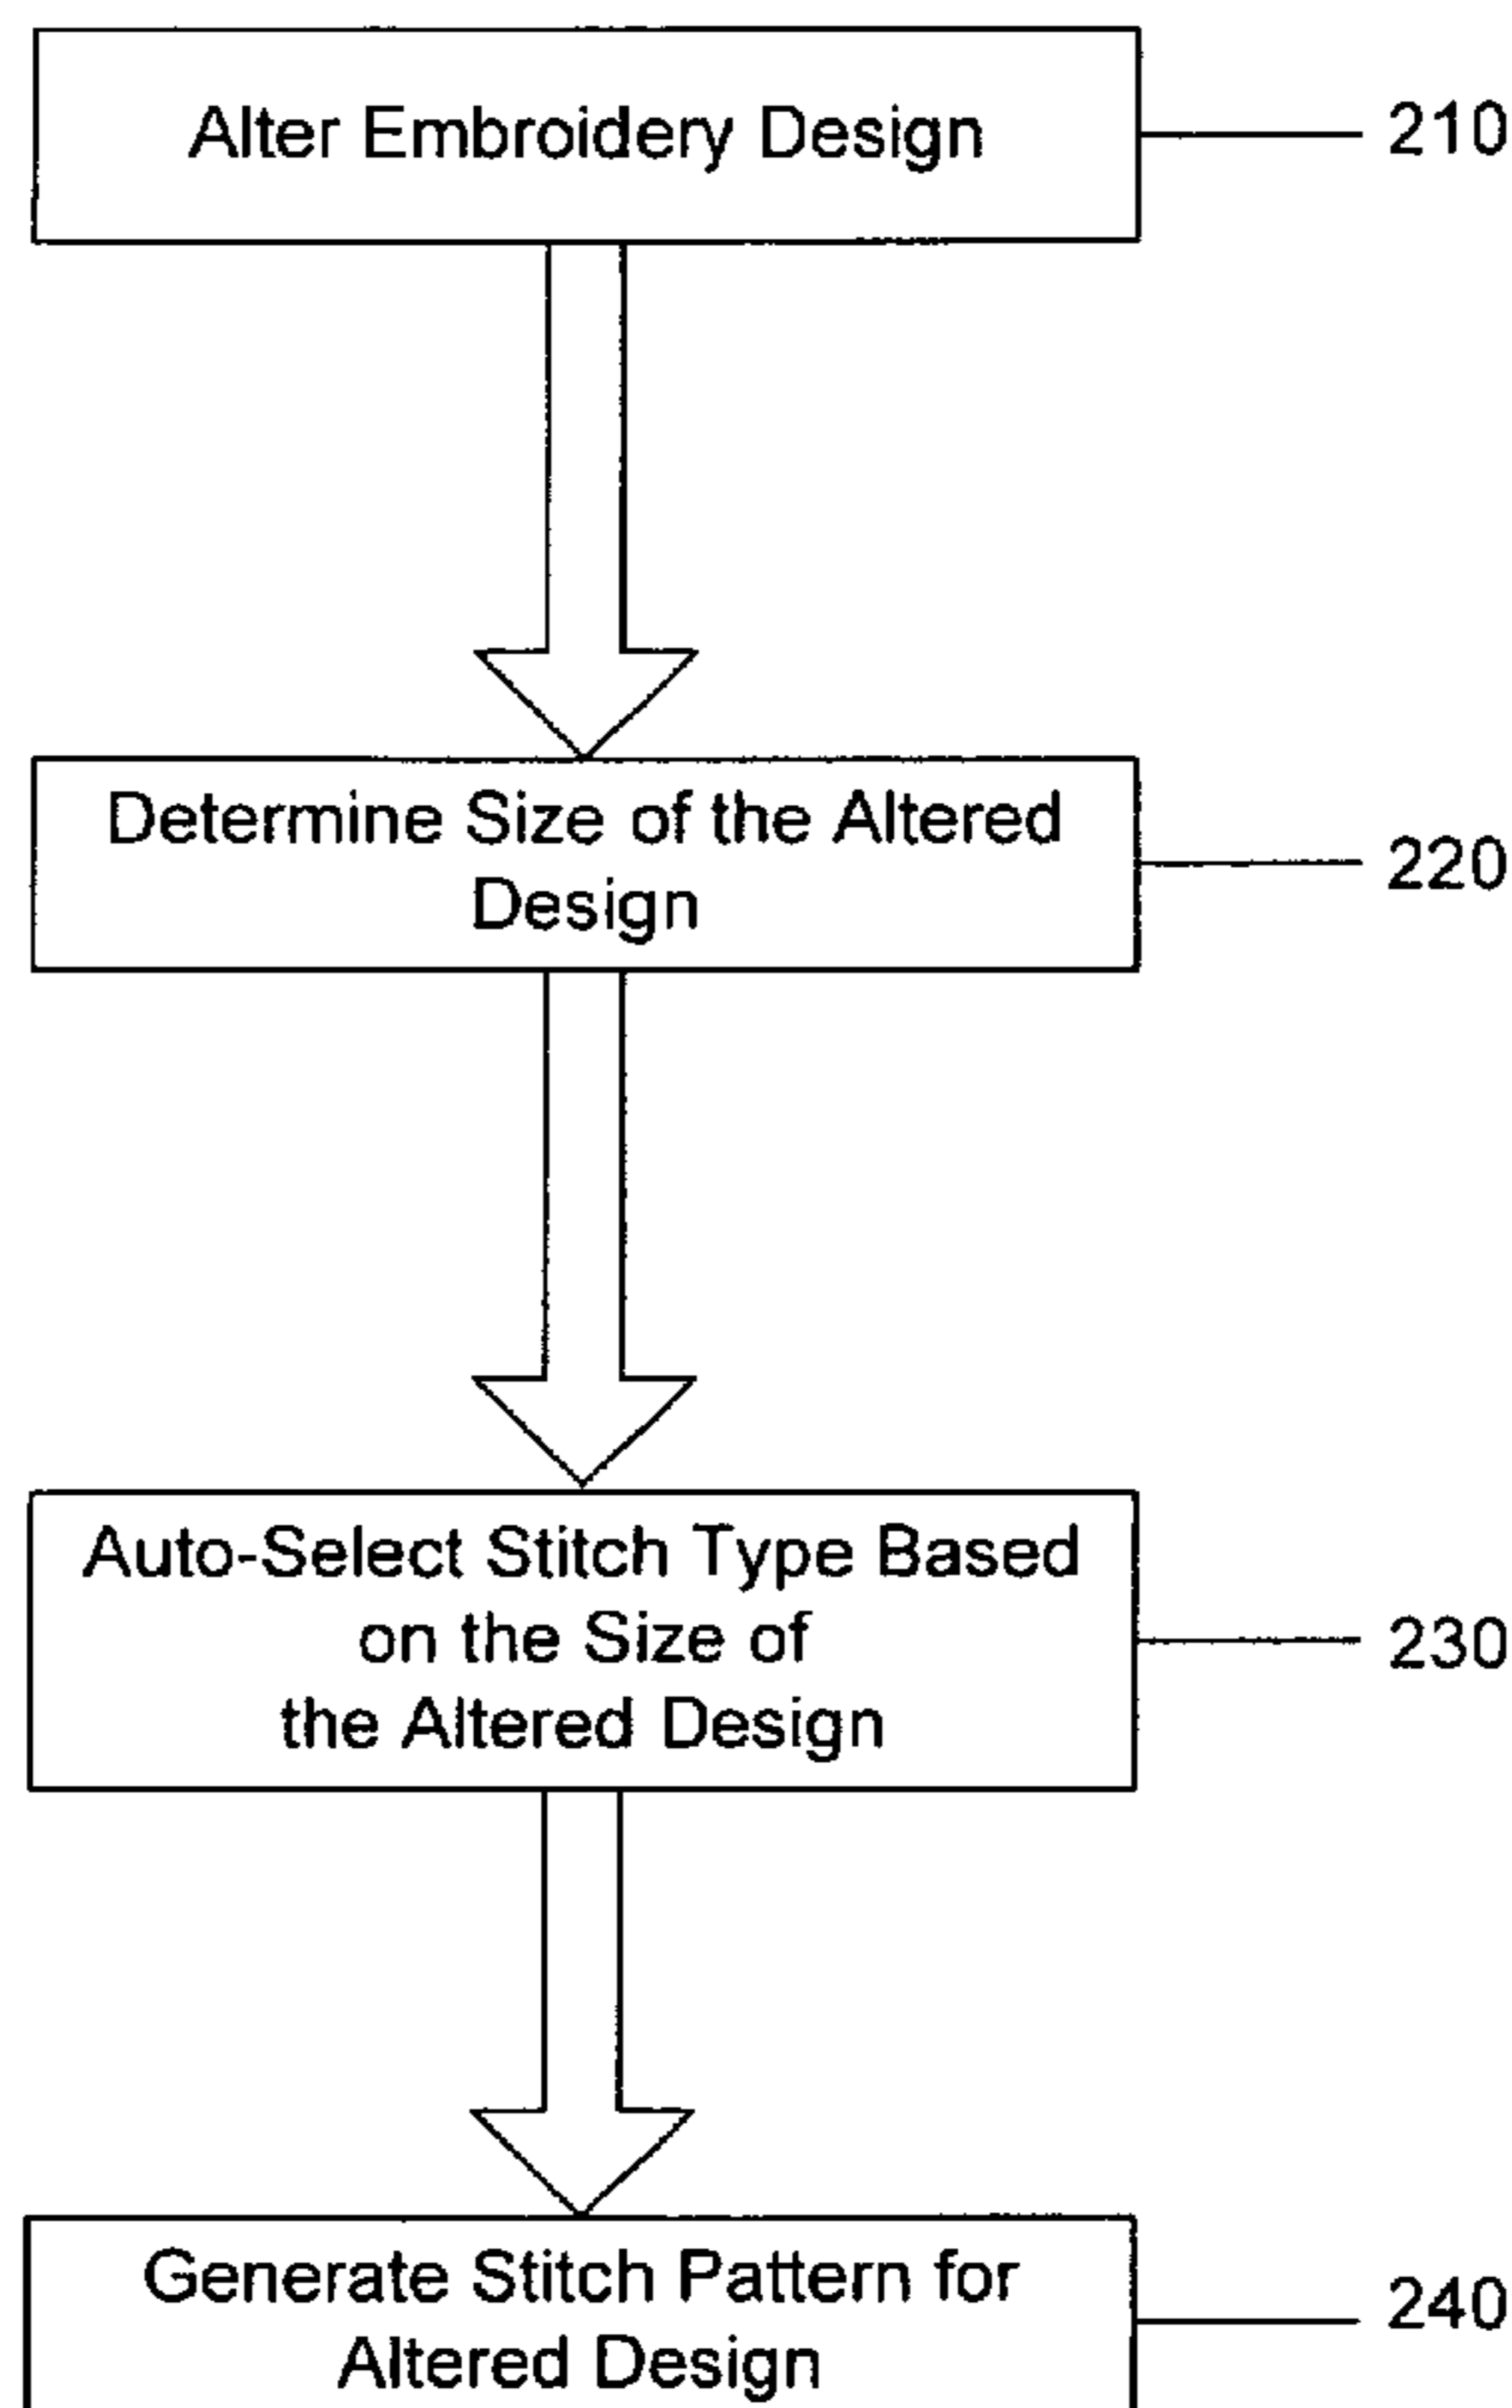 Alter Embroidery Design
210
Determine Size of the Altered
Design
220
Auto-Select Stitch Type Based
on the Size of
the Altered Design
230
Generate Stitch Pattern for
Altered Design
240